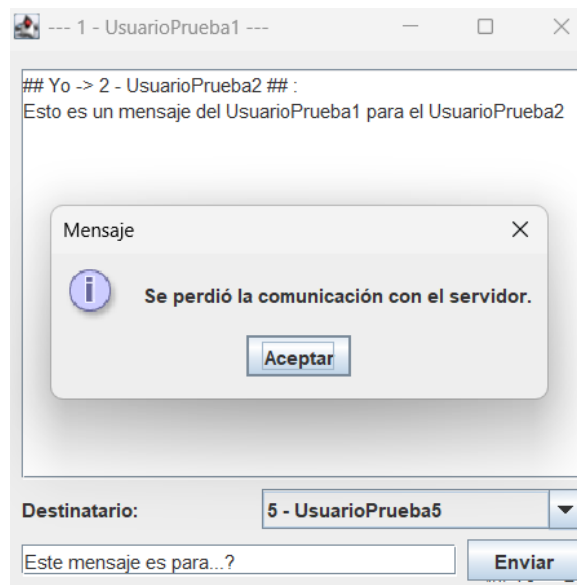 --- 1 - UsuarioPrueba1 ---
## Yo -> 2 - UsuarioPrueba2 ## :
Esto es un mensaje del UsuarioPrueba1 para el UsuarioPrueba2
Mensaje
Se perdió la comunicación con el servidor.
Aceptar
Destinatario:
5 - UsuarioPrueba5
Este mensaje es para...?
Enviar